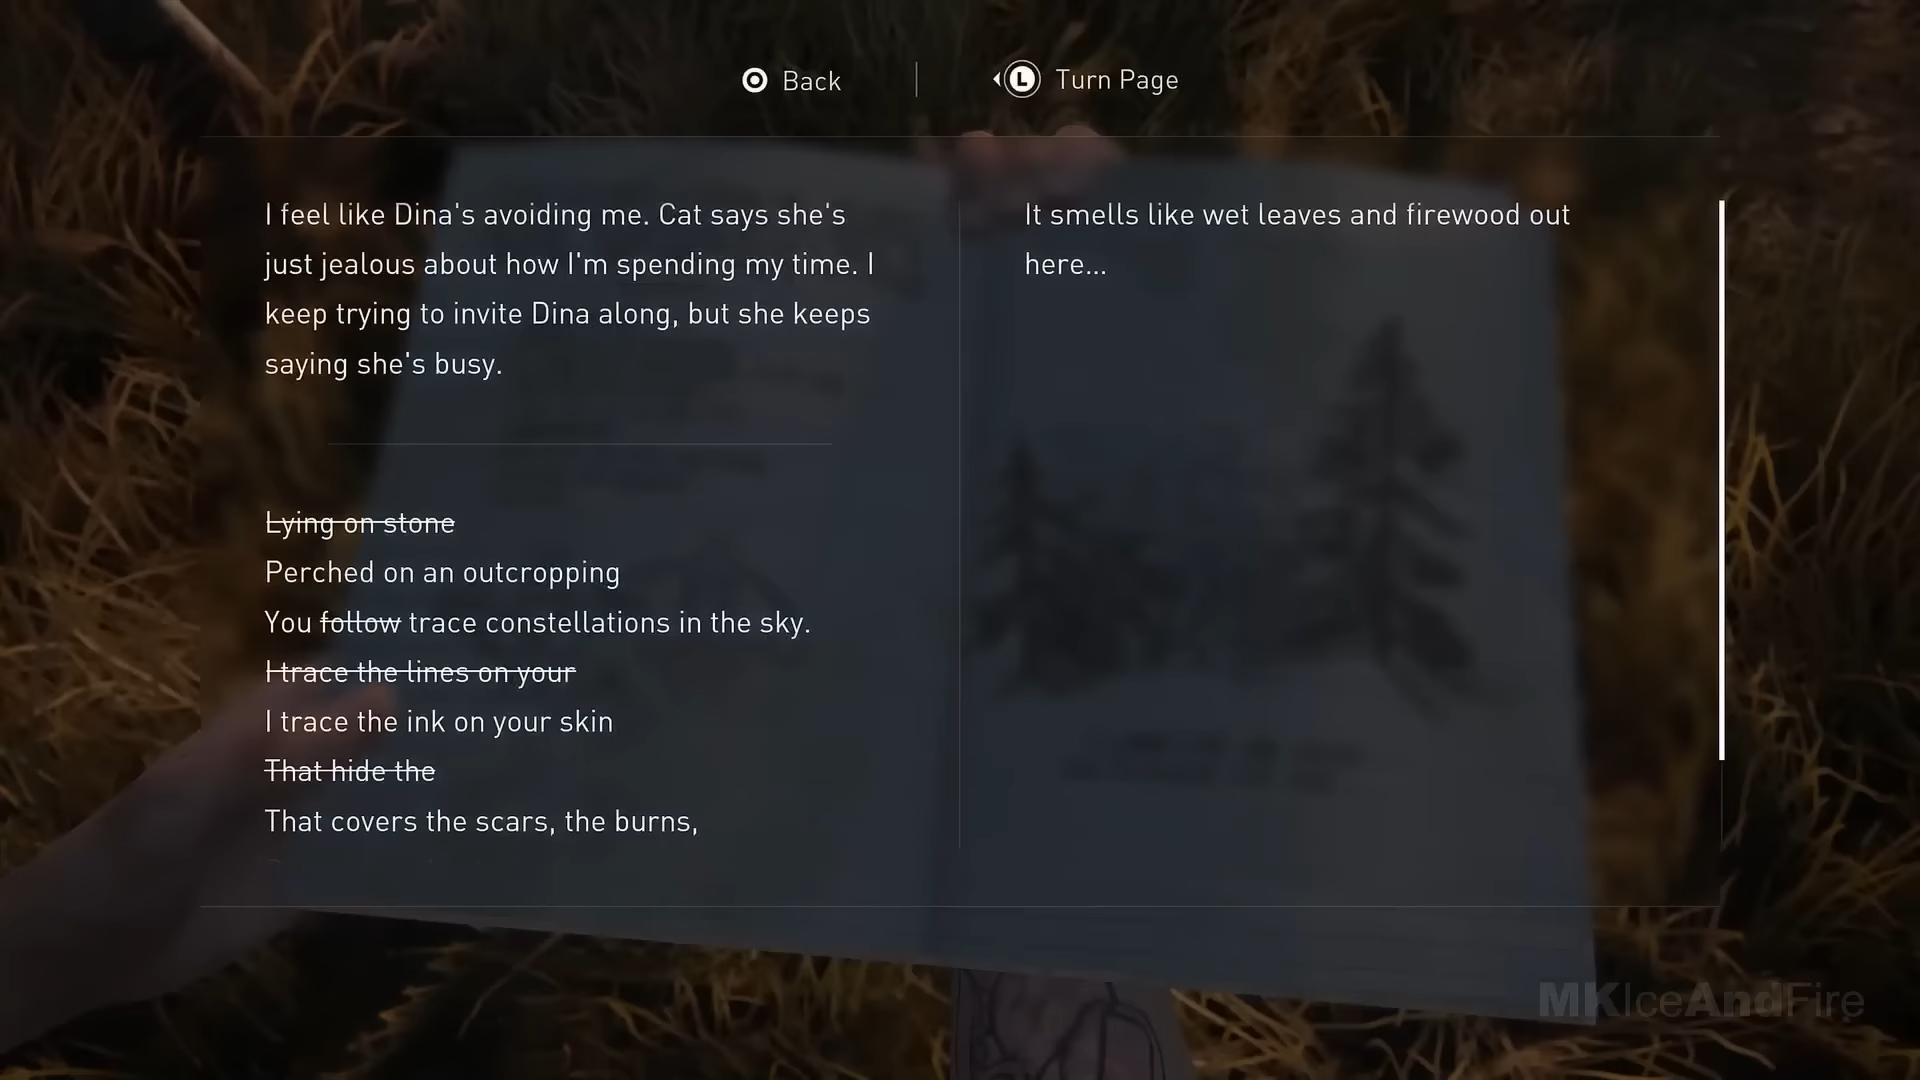 Back
L Turn Page
I feel like Dina's avoiding me. Cat says she's
just jealous about how I'm spending my time. I
keep trying to invite Dina along, but she keeps
saying she's busy.
Lying on stone
Perched on an outcropping
You follow trace constellations in the sky.
I trace the lines on your
I trace the ink on your skin
That hide the
That covers the scars, the burns,
It smells like wet leaves and firewood out
here...
MKIceAndFire